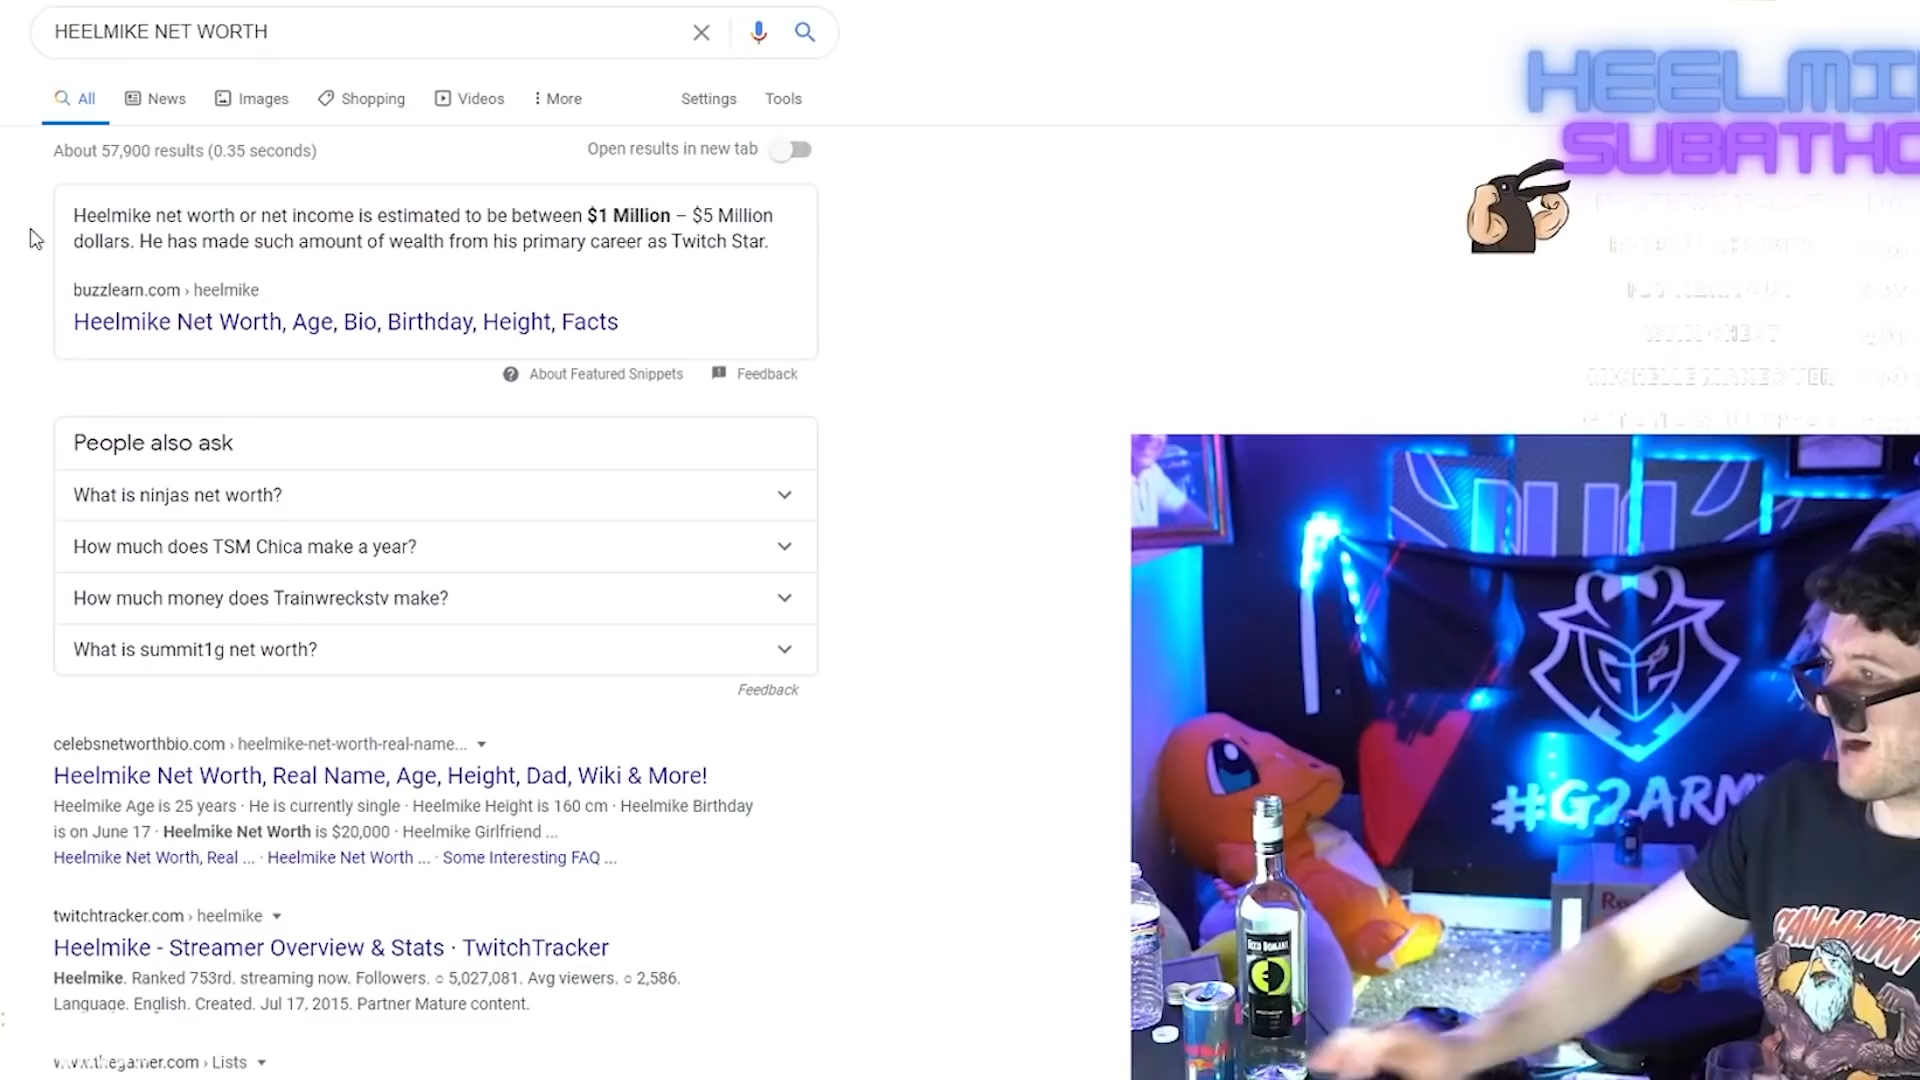 HEELMIKE NET WORTH
All
News
Images
Shopping
Videos
More
Settings
Tools
About 57,900 results (0.35 seconds)
Open results in new tab
Heelmike net worth or net income is estimated to be between $1 Million – $5 Million
dollars. He has made such amount of wealth from his primary career as Twitch Star.
buzzlearn.com › heelmike
Heelmike Net Worth, Age, Bio, Birthday, Height, Facts
About Featured Snippets
Feedback
People also ask
What is ninjas net worth?
How much does TSM Chica make a year?
How much money does Trainwreckstv make?
What is summit1g net worth?
Feedback
celebsnetworthbio.com › heelmike-net-worth-real-name...
Heelmike Net Worth, Real Name, Age, Height, Dad, Wiki & More!
Heelmike Age is 25 years · He is currently single · Heelmike Height is 160 cm · Heelmike Birthday
is on June 17 · Heelmike Net Worth is $20,000 · Heelmike Girlfriend ...
Heelmike Net Worth, Real ... · Heelmike Net Worth ... · Some Interesting FAQ ...
twitchtracker.com › heelmike
Heelmike - Streamer Overview & Stats · TwitchTracker
Heelmike. Ranked 753rd. streaming now. Followers. ○ 5,027,081. Avg viewers. ○ 2,586.
Language. English. Created. Jul 17, 2015. Partner Mature content.
www.thegamer.com › Lists
HEELMI
SUBATHO
#G2ARM